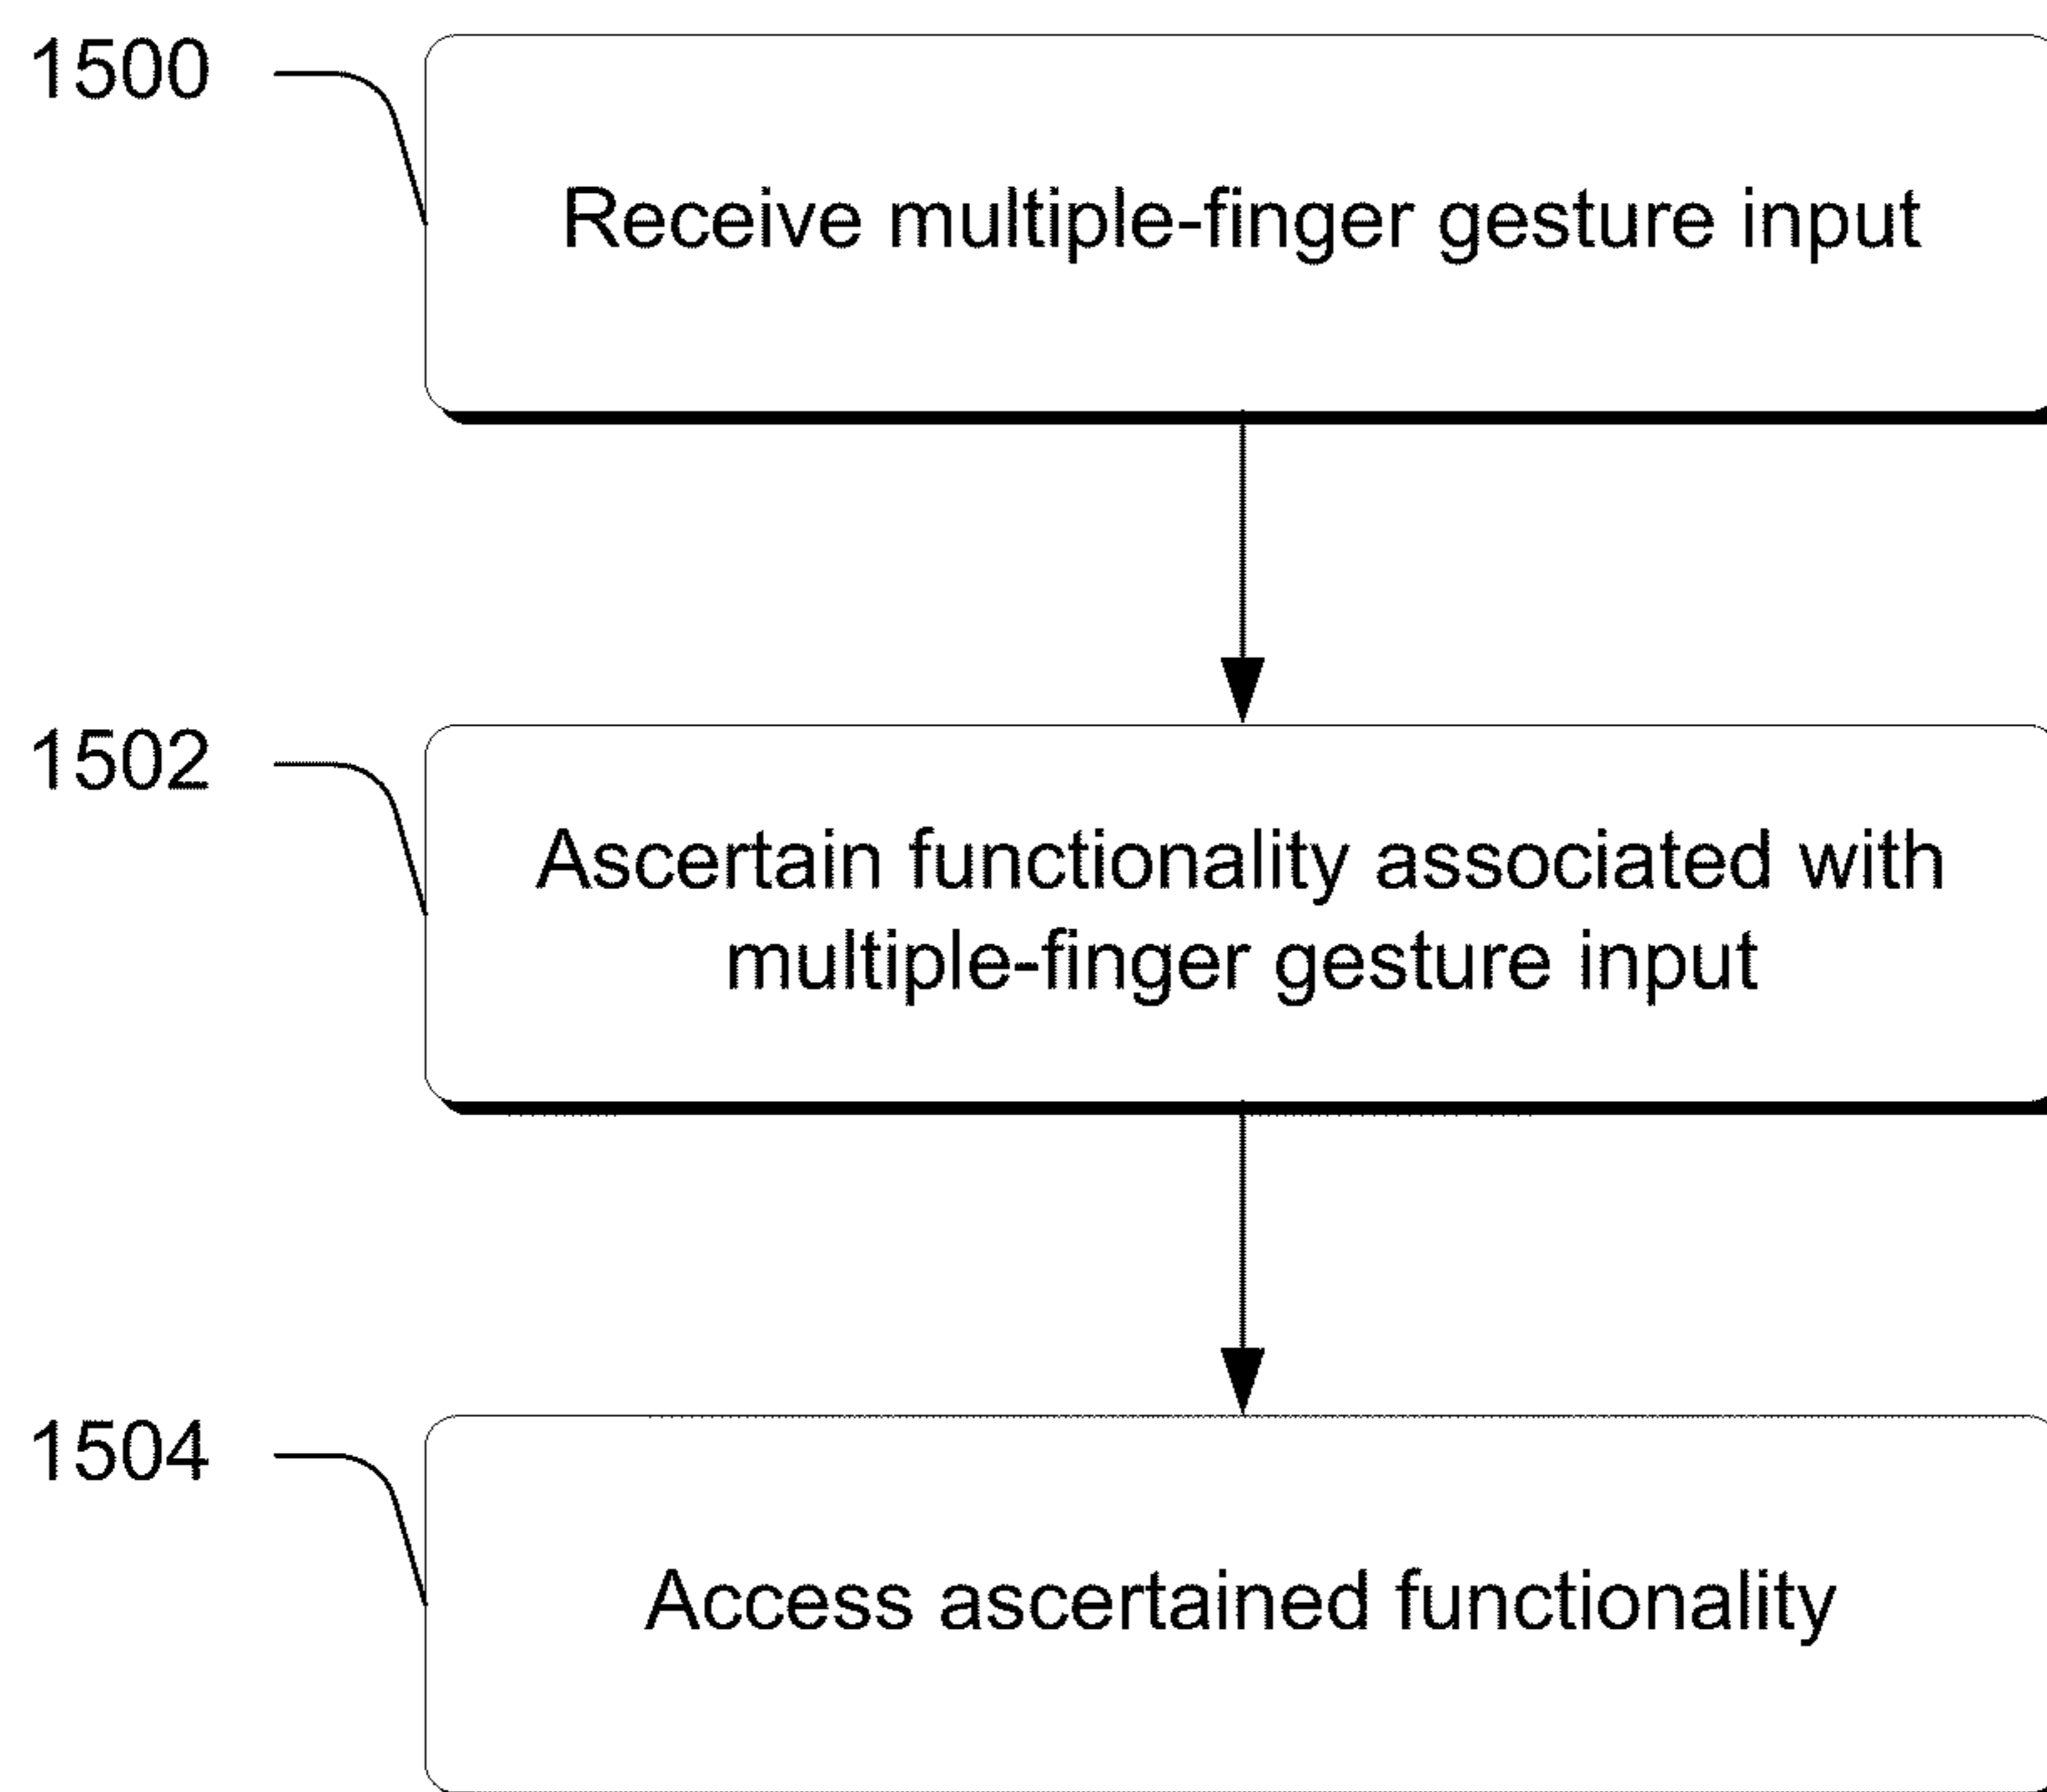 1500
Receive multiple-finger gesture input
1502
Ascertain functionality associated with
multiple-finger gesture input
1504
Access ascertained functionality